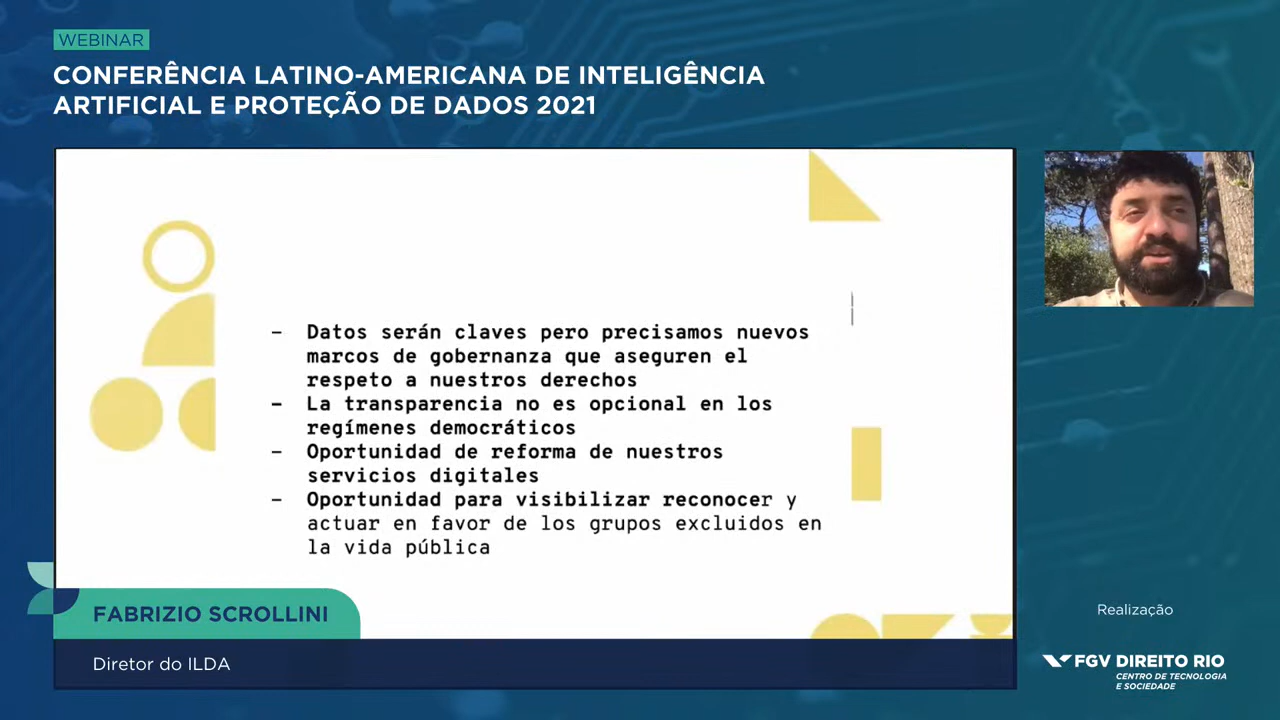 WEBINAR
CONFERÊNCIA LATINO-AMERICANA DE INTELIGÊNCIA
ARTIFICIAL E PROTEÇÃO DE DADOS 2021
- Datos serán claves pero precisamos nuevos
marcos de gobernanza que aseguren el
respeto a nuestros derechos
- La transparencia no es opcional en los
regímenes democráticos
- Oportunidad de reforma de nuestros
servicios digitales
- Oportunidad para visibilizar reconocer y
actuar en favor de los grupos excluidos en
la vida pública
FABRIZIO SCROLLINI
Diretor do ILDA
Realização
FGV DIREITO RIO
CENTRO DE TECNOLOGIA
E SOCIEDADE